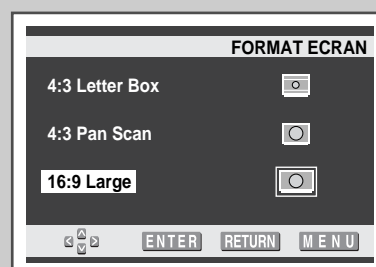 FORMAT ECRAN
4:3 Letter Box
4:3 Pan Scan
16:9 Large
ENTER RETURN MENU